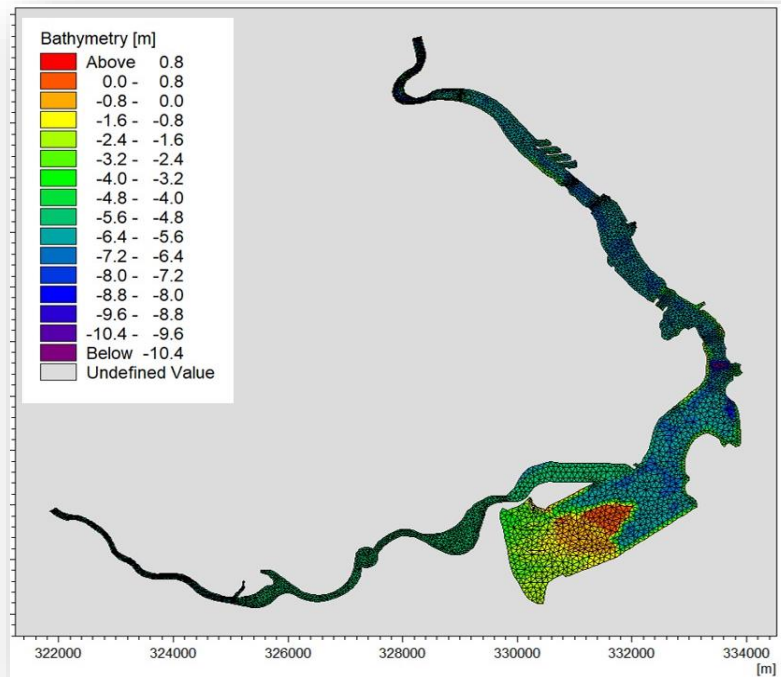 Bathymetry [m]
Above 0.8
0.0 - 0.8
-0.8 - 0.0
-1.6 - -0.8
-2.4 - -1.6
-3.2 - -2.4
-4.0 - -3.2
-4.8 - -4.0
-5.6 - -4.8
-6.4 - -5.6
-7.2 - -6.4
-8.0 - -7.2
-8.8 - -8.0
-9.6 - -8.8
-10.4 - -9.6
Below -10.4
Undefined Value
322000 324000 326000 328000 330000 332000 334000
[m]